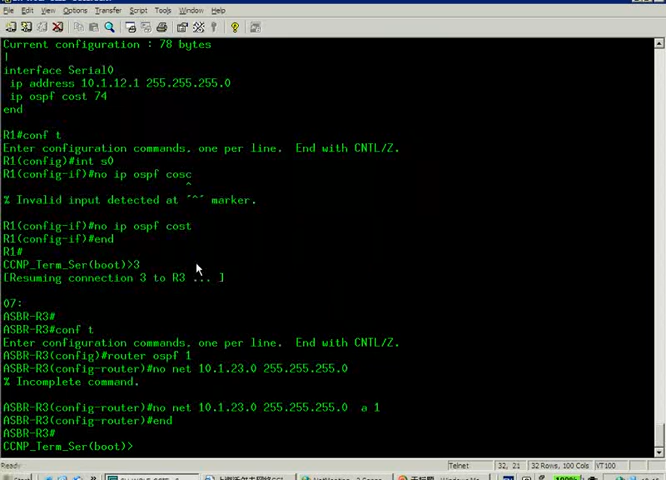 File Edit View Options Transfer Script Tools Window Help
Current configuration : 78 bytes
!
interface Serial0
ip address 10.1.12.1 255.255.255.0
ip ospf cost 74
end
R1#conf t
Enter configuration commands, one per line. End with CNTL/Z.
R1(config)#int s0
R1(config-if)#no ip ospf cosc
^
% Invalid input detected at '^' marker.
R1(config-if)#no ip ospf cost
R1(config-if)#end
R1#
CCNP_Term_Ser(boot)>3
[Resuming connection 3 to R3 ... ]
07:
ASBR-R3#
ASBR-R3#conf t
Enter configuration commands, one per line. End with CNTL/Z.
ASBR-R3(config)#router ospf 1
ASBR-R3(config-router)#no net 10.1.23.0 255.255.255.0
% Incomplete command.
ASBR-R3(config-router)#no net 10.1.23.0 255.255.255.0 a 1
ASBR-R3(config-router)#end
ASBR-R3#
CCNP_Term_Ser(boot)>
Ready Telnet 32, 21 32 Rows, 100 Cols VT100